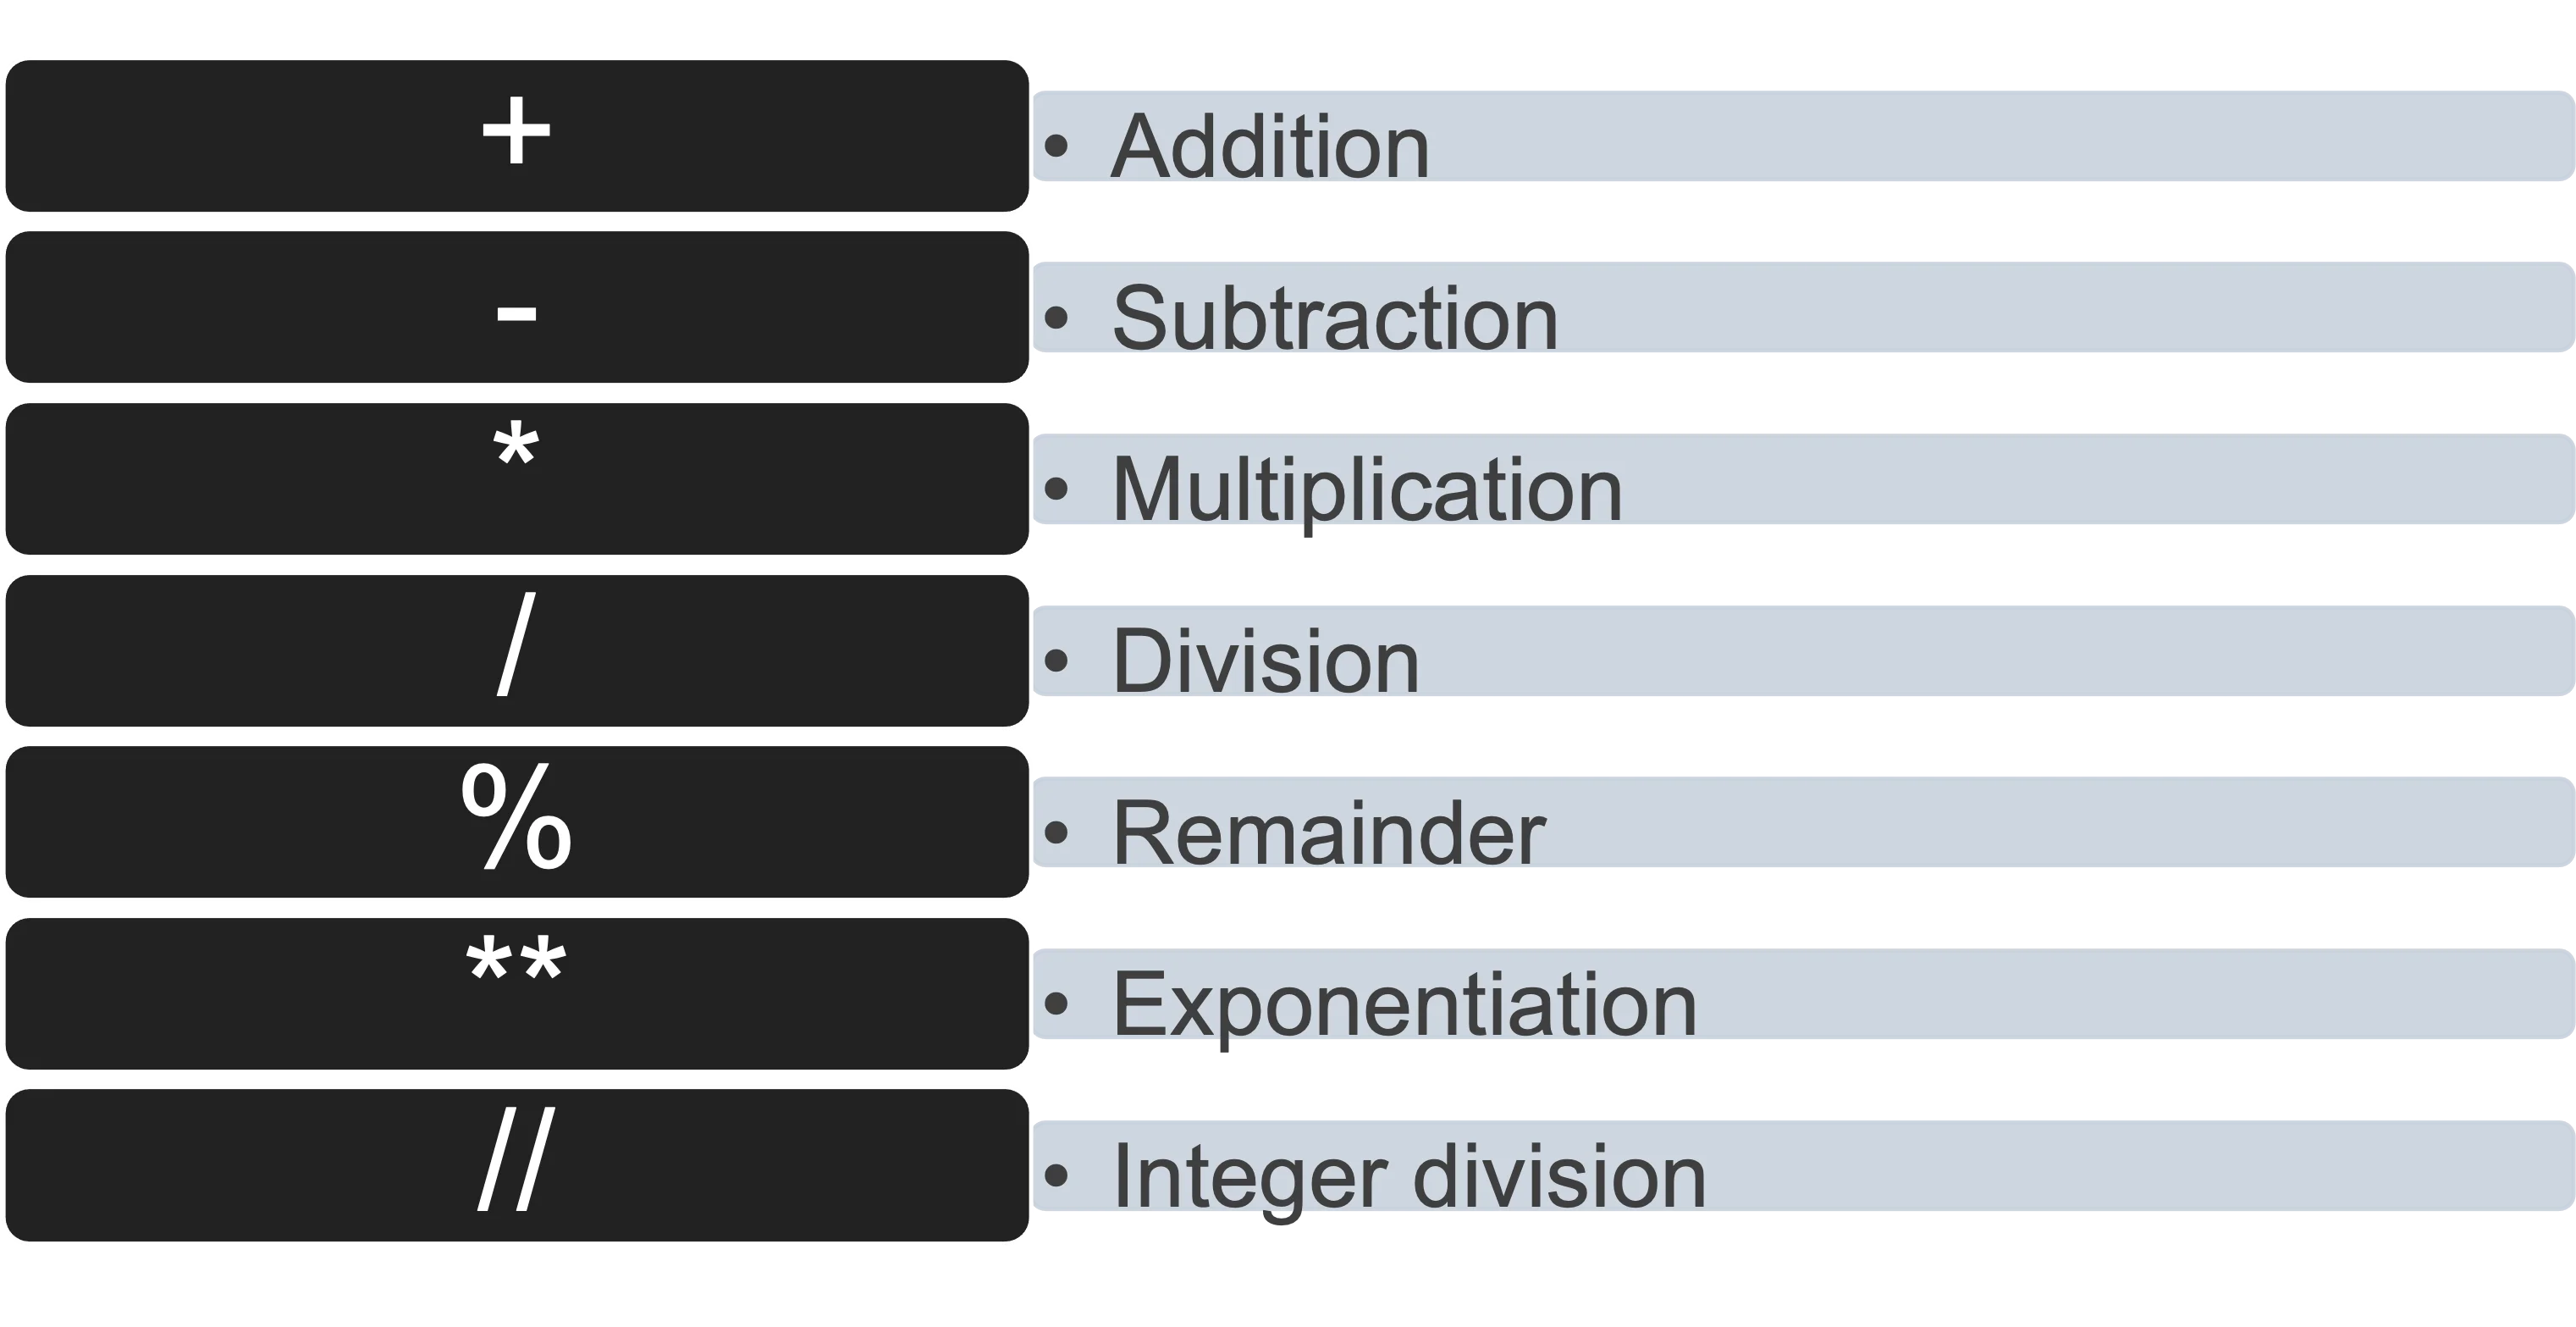 +
• Addition
-
• Subtraction
*
• Multiplication
/
• Division
%
• Remainder
**
• Exponentiation
//
• Integer division